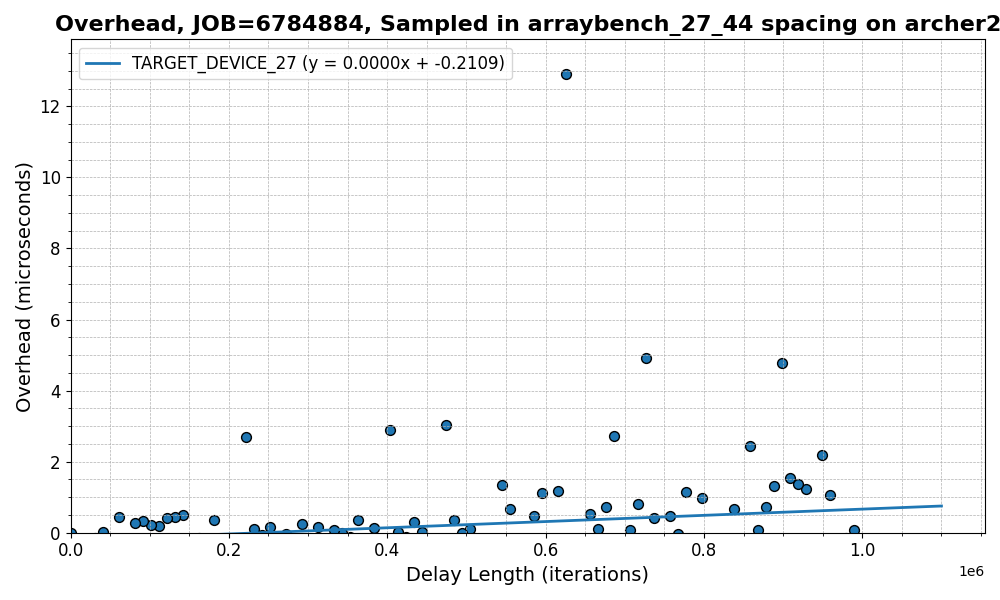 Overhead, JOB=6784884, Sampled in arraybench_27_44 spacing on archer2
TARGET_DEVICE_27 (y = 0.0000x + -0.2109)
12
10
8
6
4
2
0
Overhead (microseconds)
0.0 0.2 0.4 0.6 0.8 1.0
1e6
Delay Length (iterations)